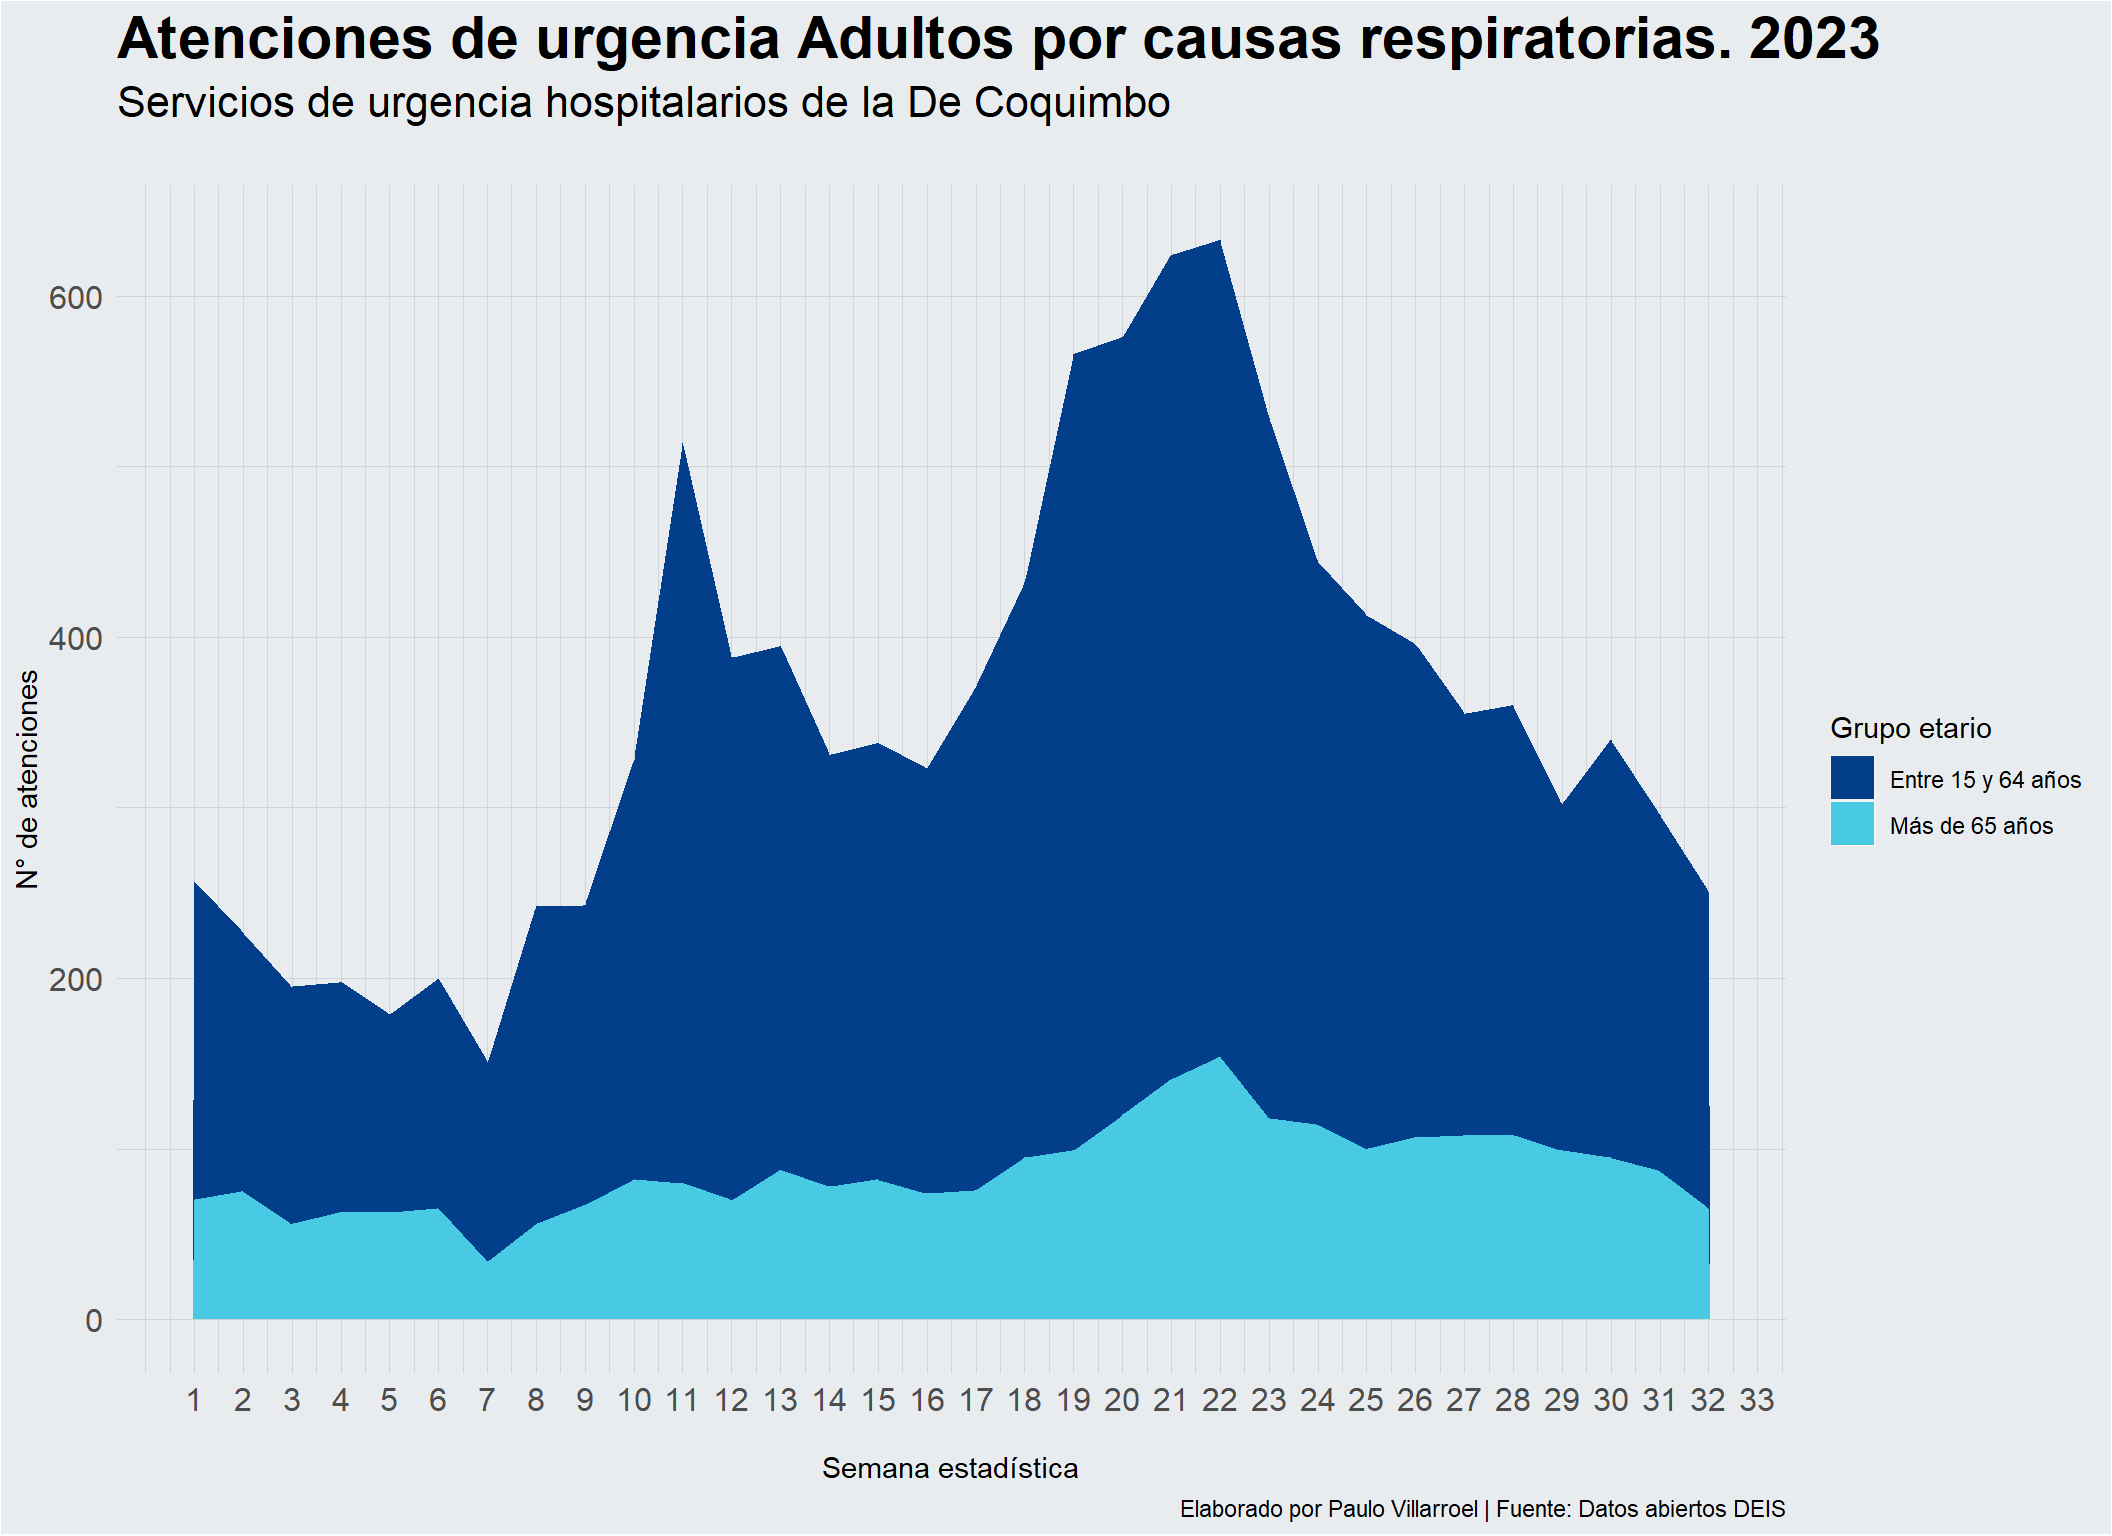 Atenciones de urgencia Adultos por causas respiratorias. 2023
Servicios de urgencia hospitalarios de la De Coquimbo
600
400
200
0
N° de atenciones
1 2 3 4 5 6 7 8 9 10 11 12 13 14 15 16 17 18 19 20 21 22 23 24 25 26 27 28 29 30 31 32 33
Semana estadística
Grupo etario
Entre 15 y 64 años
Más de 65 años
Elaborado por Paulo Villarroel | Fuente: Datos abiertos DEIS